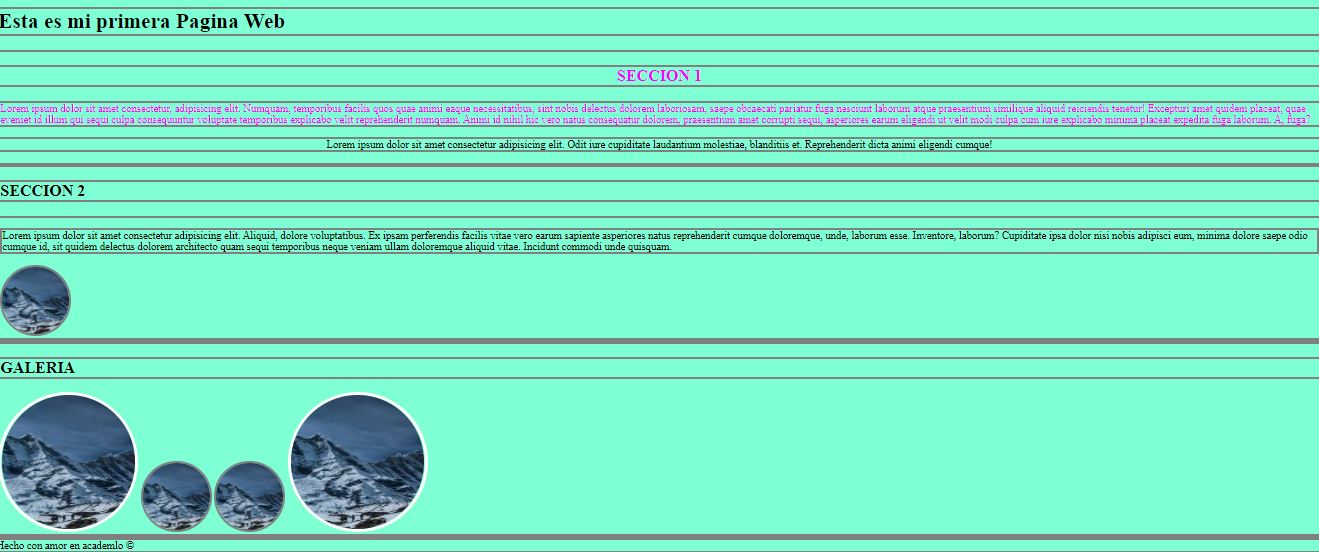 Esta es mi primera Pagina Web
SECCION 1
Lorem ipsum dolor sit amet consectetur, adipisicing elit. Numquam, temporibus facilis quos quae animi eaque necessitatibus, sint nobis delectus dolorem laboriosam, saepe obcaecati pariatur fuga nesciunt laborum atque praesentium similique aliquid reiciendis tenetur! Excepturi amet quidem placeat, quae
eveniet id illum qui sequi culpa consequuntur voluptate temporibus explicabo velit reprehenderit numquam. Animi id nihil hic vero natus consequatur dolorem, praesentium amet corrupti sequi, asperiores earum eligendi ut velit modi culpa cum iure explicabo minima placeat expedita fuga laborum. A, fuga?
Lorem ipsum dolor sit amet consectetur adipisicing elit. Odit iure cupiditate laudantium molestiae, blanditiis et. Reprehenderit dicta animi eligendi cumque!
SECCION 2
Lorem ipsum dolor sit amet consectetur adipisicing elit. Aliquid, dolore voluptatibus. Ex ipsam perferendis facilis vitae vero earum sapiente asperiores natus reprehenderit cumque doloremque, unde, laborum esse. Inventore, laborum? Cupiditate ipsa dolor nisi nobis adipisci eum, minima dolore saepe odio
cumque id, sit quidem delectus dolorem architecto quam sequi temporibus neque veniam ullam doloremque aliquid vitae. Incidunt commodi unde quisquam.
GALERIA
Hecho con amor en academlo ©